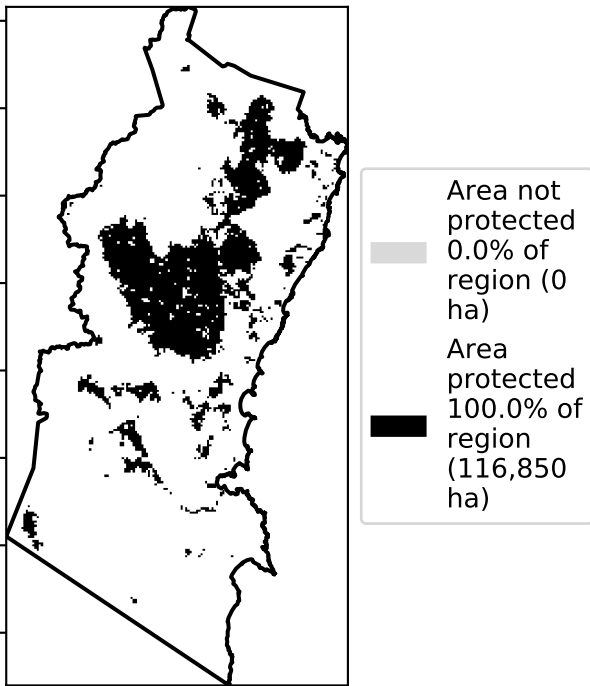 Area not
protected
0.0% of
region (0
ha)
Area
protected
100.0% of
region
(116,850
ha)